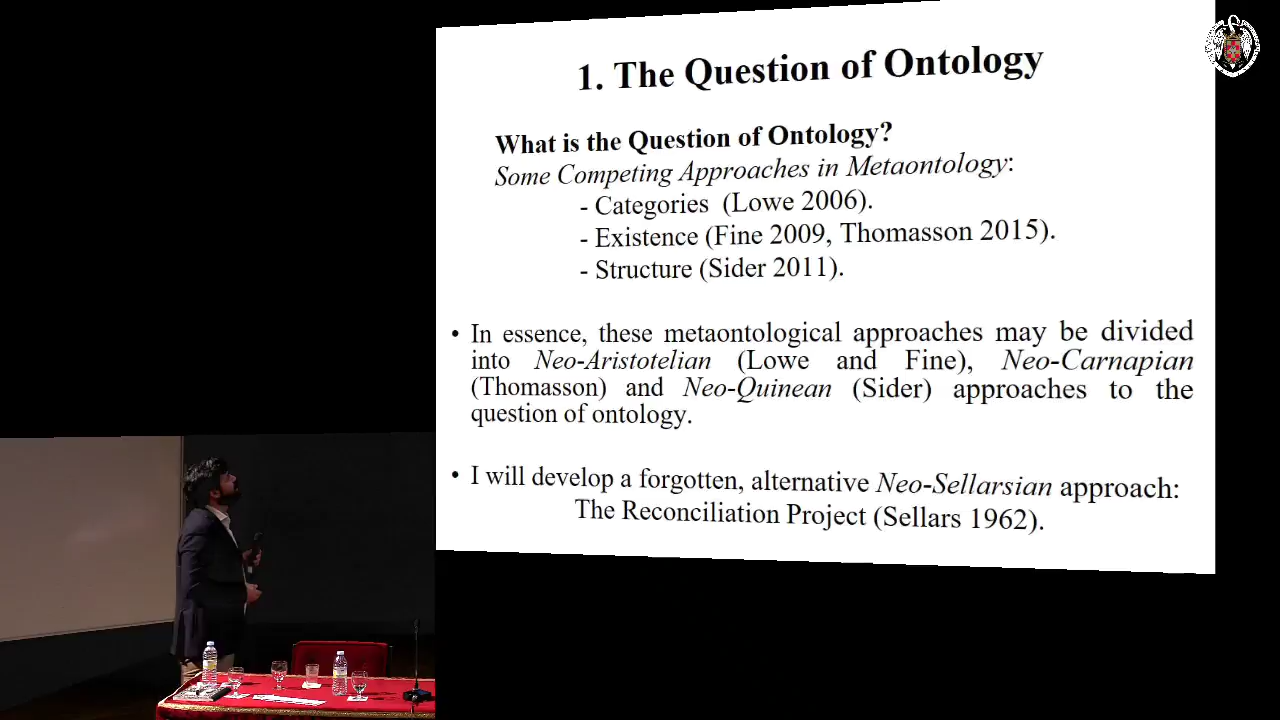 1. The Question of Ontology
What is the Question of Ontology?
Some Competing Approaches in Metaontology:
- Categories (Lowe 2006).
- Existence (Fine 2009, Thomasson 2015).
- Structure (Sider 2011).
• In essence, these metaontological approaches may be divided
into Neo-Aristotelian (Lowe and Fine), Neo-Carnapian
(Thomasson) and Neo-Quinean (Sider) approaches to the
question of ontology.
• I will develop a forgotten, alternative Neo-Sellarsian approach:
The Reconciliation Project (Sellars 1962).